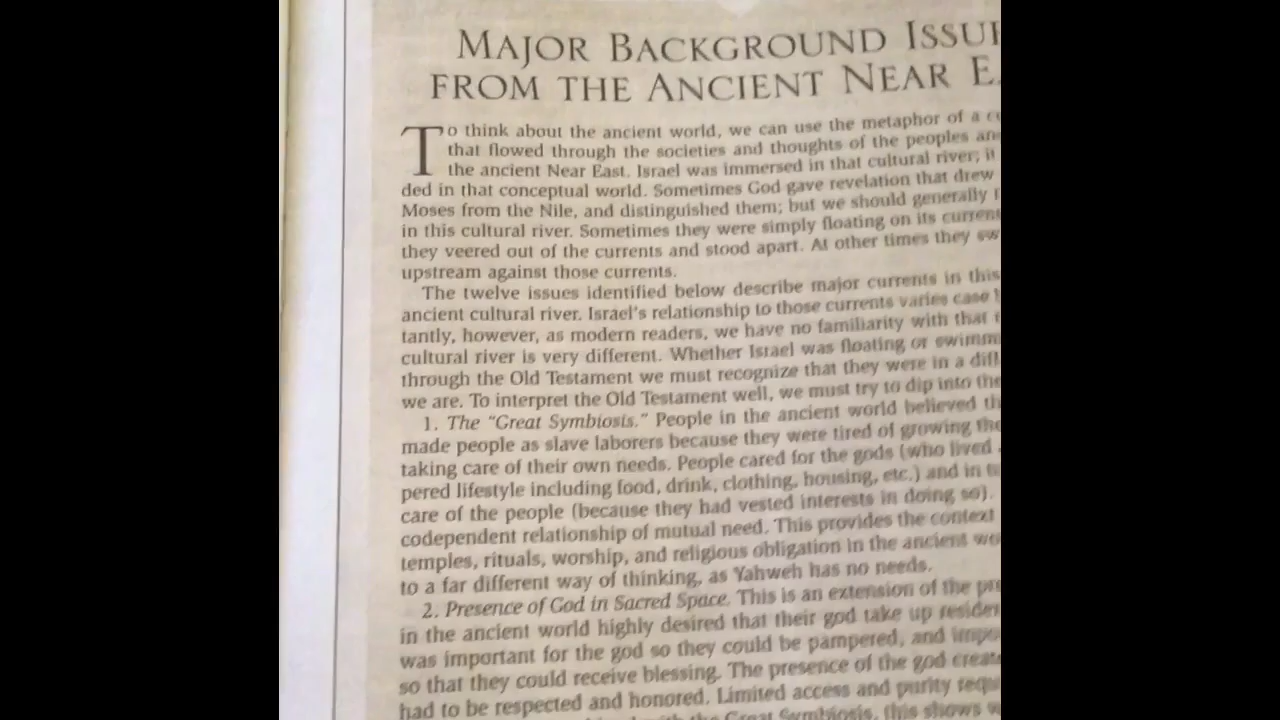 MAJOR BACKGROUND
FROM THE ANCIENT NEAR
To think about the ancient world, we can use the metaphor of a
that flowed through the societies and thoughts of the peoples
the ancient Near East. Israel was immersed in that cultural river; it
ded in that conceptual world. Sometimes God gave revelation that drew
Moses from the Nile, and distinguished them; but we should generally
in this cultural river. Sometimes they were simply floating on its
they veered out of the currents and stood apart. At other times they
upstream against those currents.
The twelve issues identified below describe major currents in this
ancient cultural river. Israel's relationship to those currents varies case
tantly, however, as modern readers, we have no familiarity with that
cultural river is very different. Whether Israel was floating or
through the Old Testament we must recognize that they were in a
we are. To interpret the Old Testament well, we must try to dip into the
1. The “Great Symbiosis.” People in the ancient world believed
made people as slave laborers because they were tired of growing
taking care of their own needs. People cared for the gods (who lived
pered lifestyle including food, drink, clothing, housing, etc.) and in
care of the people (because they had vested interests in doing so).
codependent relationship of mutual need. This provides the context
temples, rituals, worship, and religious obligation in the ancient
to a far different way of thinking, as Yahweh has no needs.
2. Presence of God in Sacred Space. This is an extension of the
in the ancient world highly desired that their god take up
was important for the god so they could be pampered, and
so that they could receive blessing. The presence of the god
had to be respected and honored. Limited access and purity
with the Great Symbiosis, this shows